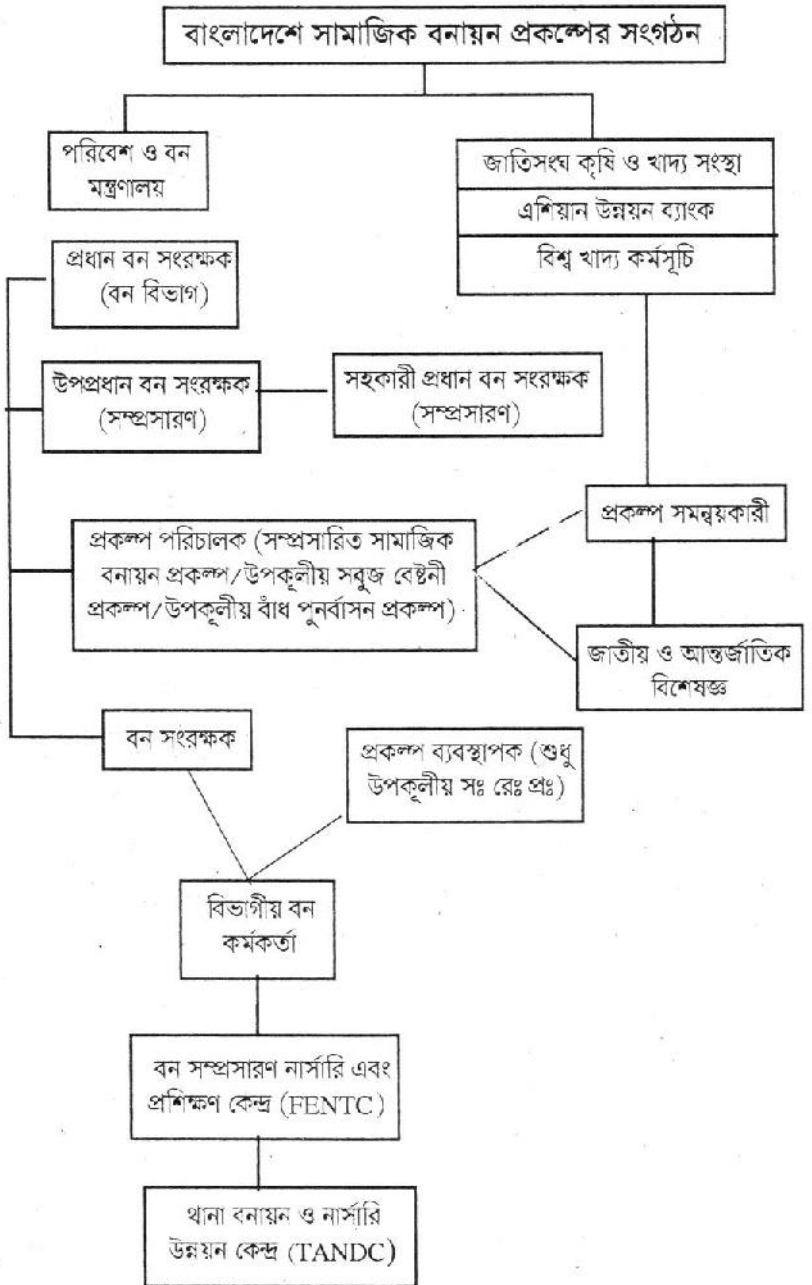 বাংলাদেশে সামাজিক বনায়ন প্রকল্পের সংগঠন
পরিবেশ ও বন
মন্ত্রণালয়
জাতিসংঘ কৃষি ও খাদ্য সংস্থা
এশিয়ান উন্নয়ন ব্যাংক
বিশ্ব খাদ্য কর্মসূচি
প্রধান বন সংরক্ষক
(বন বিভাগ)
উপপ্রধান বন সংরক্ষক
(সম্প্রসারণ)
সহকারী প্রধান বন সংরক্ষক
(সম্প্রসারণ)
প্রকল্প সমন্বয়কারী
প্রকল্প পরিচালক (সম্প্রসারিত সামাজিক
বনায়ন প্রকল্প/উপকূলীয় সবুজ বেষ্টনী
প্রকল্প/উপকূলীয় বাঁধ পুনর্বাসন প্রকল্প)
জাতীয় ও আন্তর্জাতিক
বিশেষজ্ঞ
বন সংরক্ষক
প্রকল্প ব্যবস্থাপক (শুধু
উপকূলীয় সঃ রেঃ প্রঃ)
বিভাগীয় বন
কর্মকর্তা
বন সম্প্রসারণ নার্সারি এবং
প্রশিক্ষণ কেন্দ্র (FENTC)
থানা বনায়ন ও নার্সারি
উন্নয়ন কেন্দ্র (TANDC)